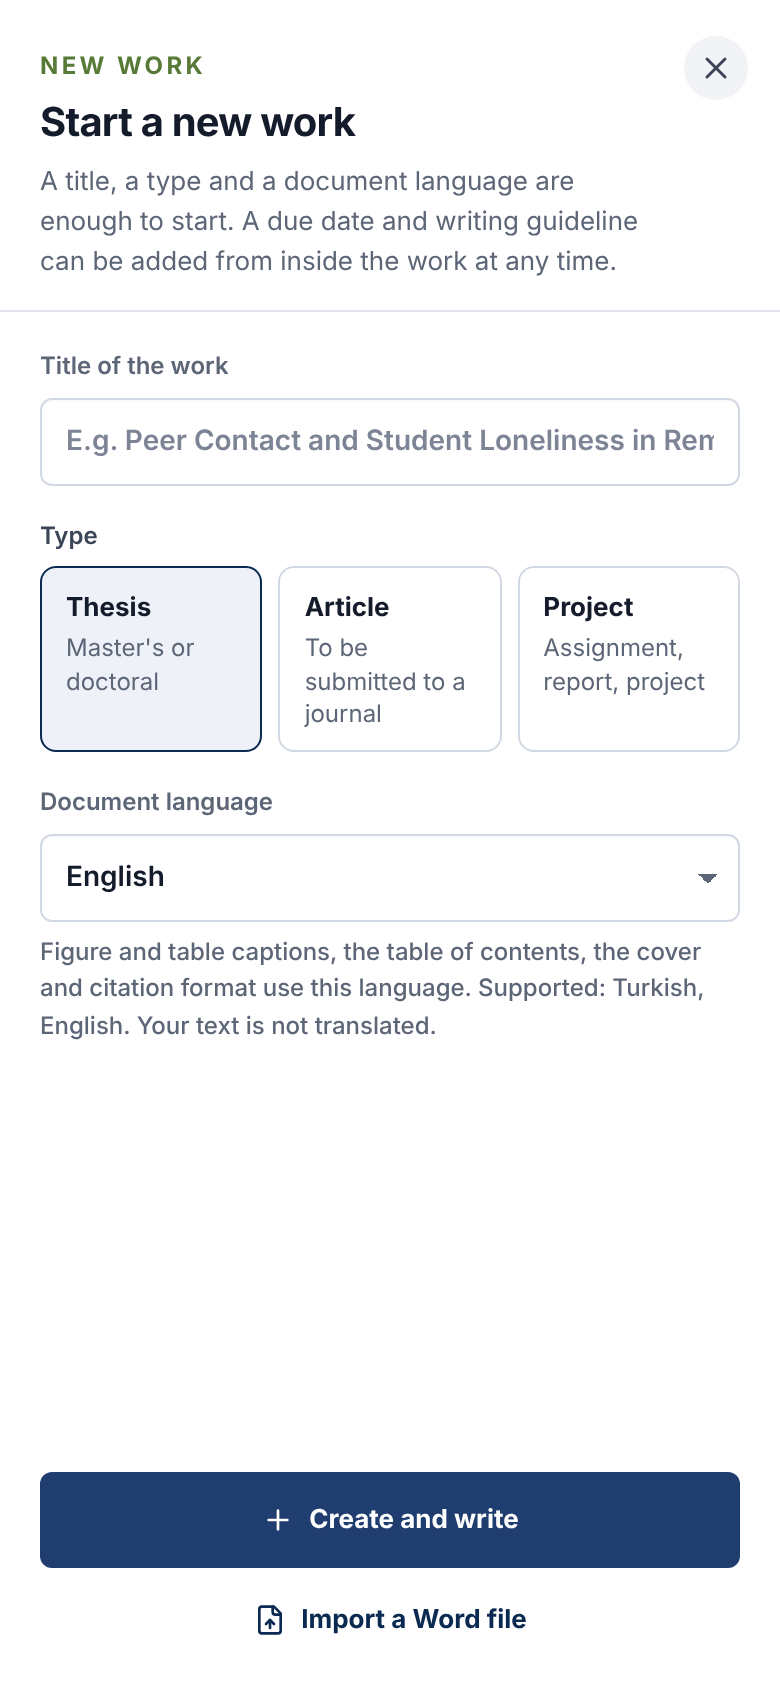 NEW WORK
Start a new work
A title, a type and a document language are
enough to start. A due date and writing guideline
can be added from inside the work at any time.
Title of the work
E.g. Peer Contact and Student Loneliness in Rem
Type
Thesis
Master's or
doctoral
Article
To be
submitted to a
journal
Project
Assignment,
report, project
Document language
English
Figure and table captions, the table of contents, the cover
and citation format use this language. Supported: Turkish,
English. Your text is not translated.
Create and write
Import a Word file